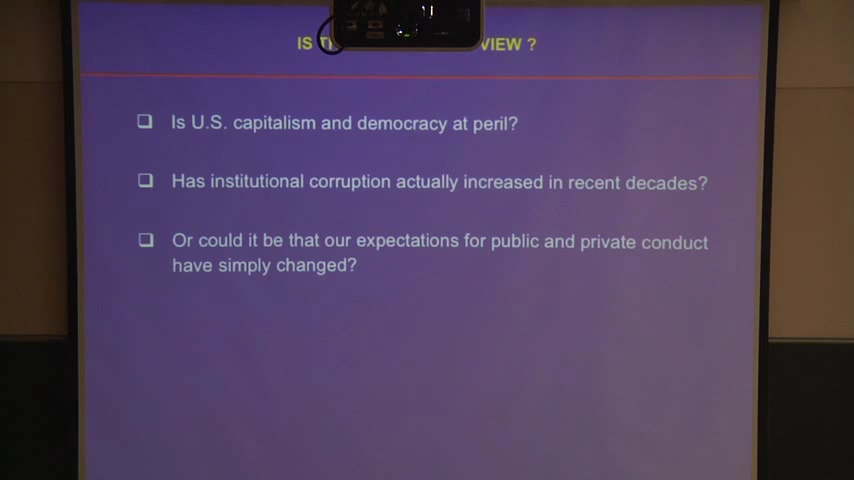 IS VIEW ?
❑ Is U.S. capitalism and democracy at peril?
❑ Has institutional corruption actually increased in recent decades?
❑ Or could it be that our expectations for public and private conduct
have simply changed?